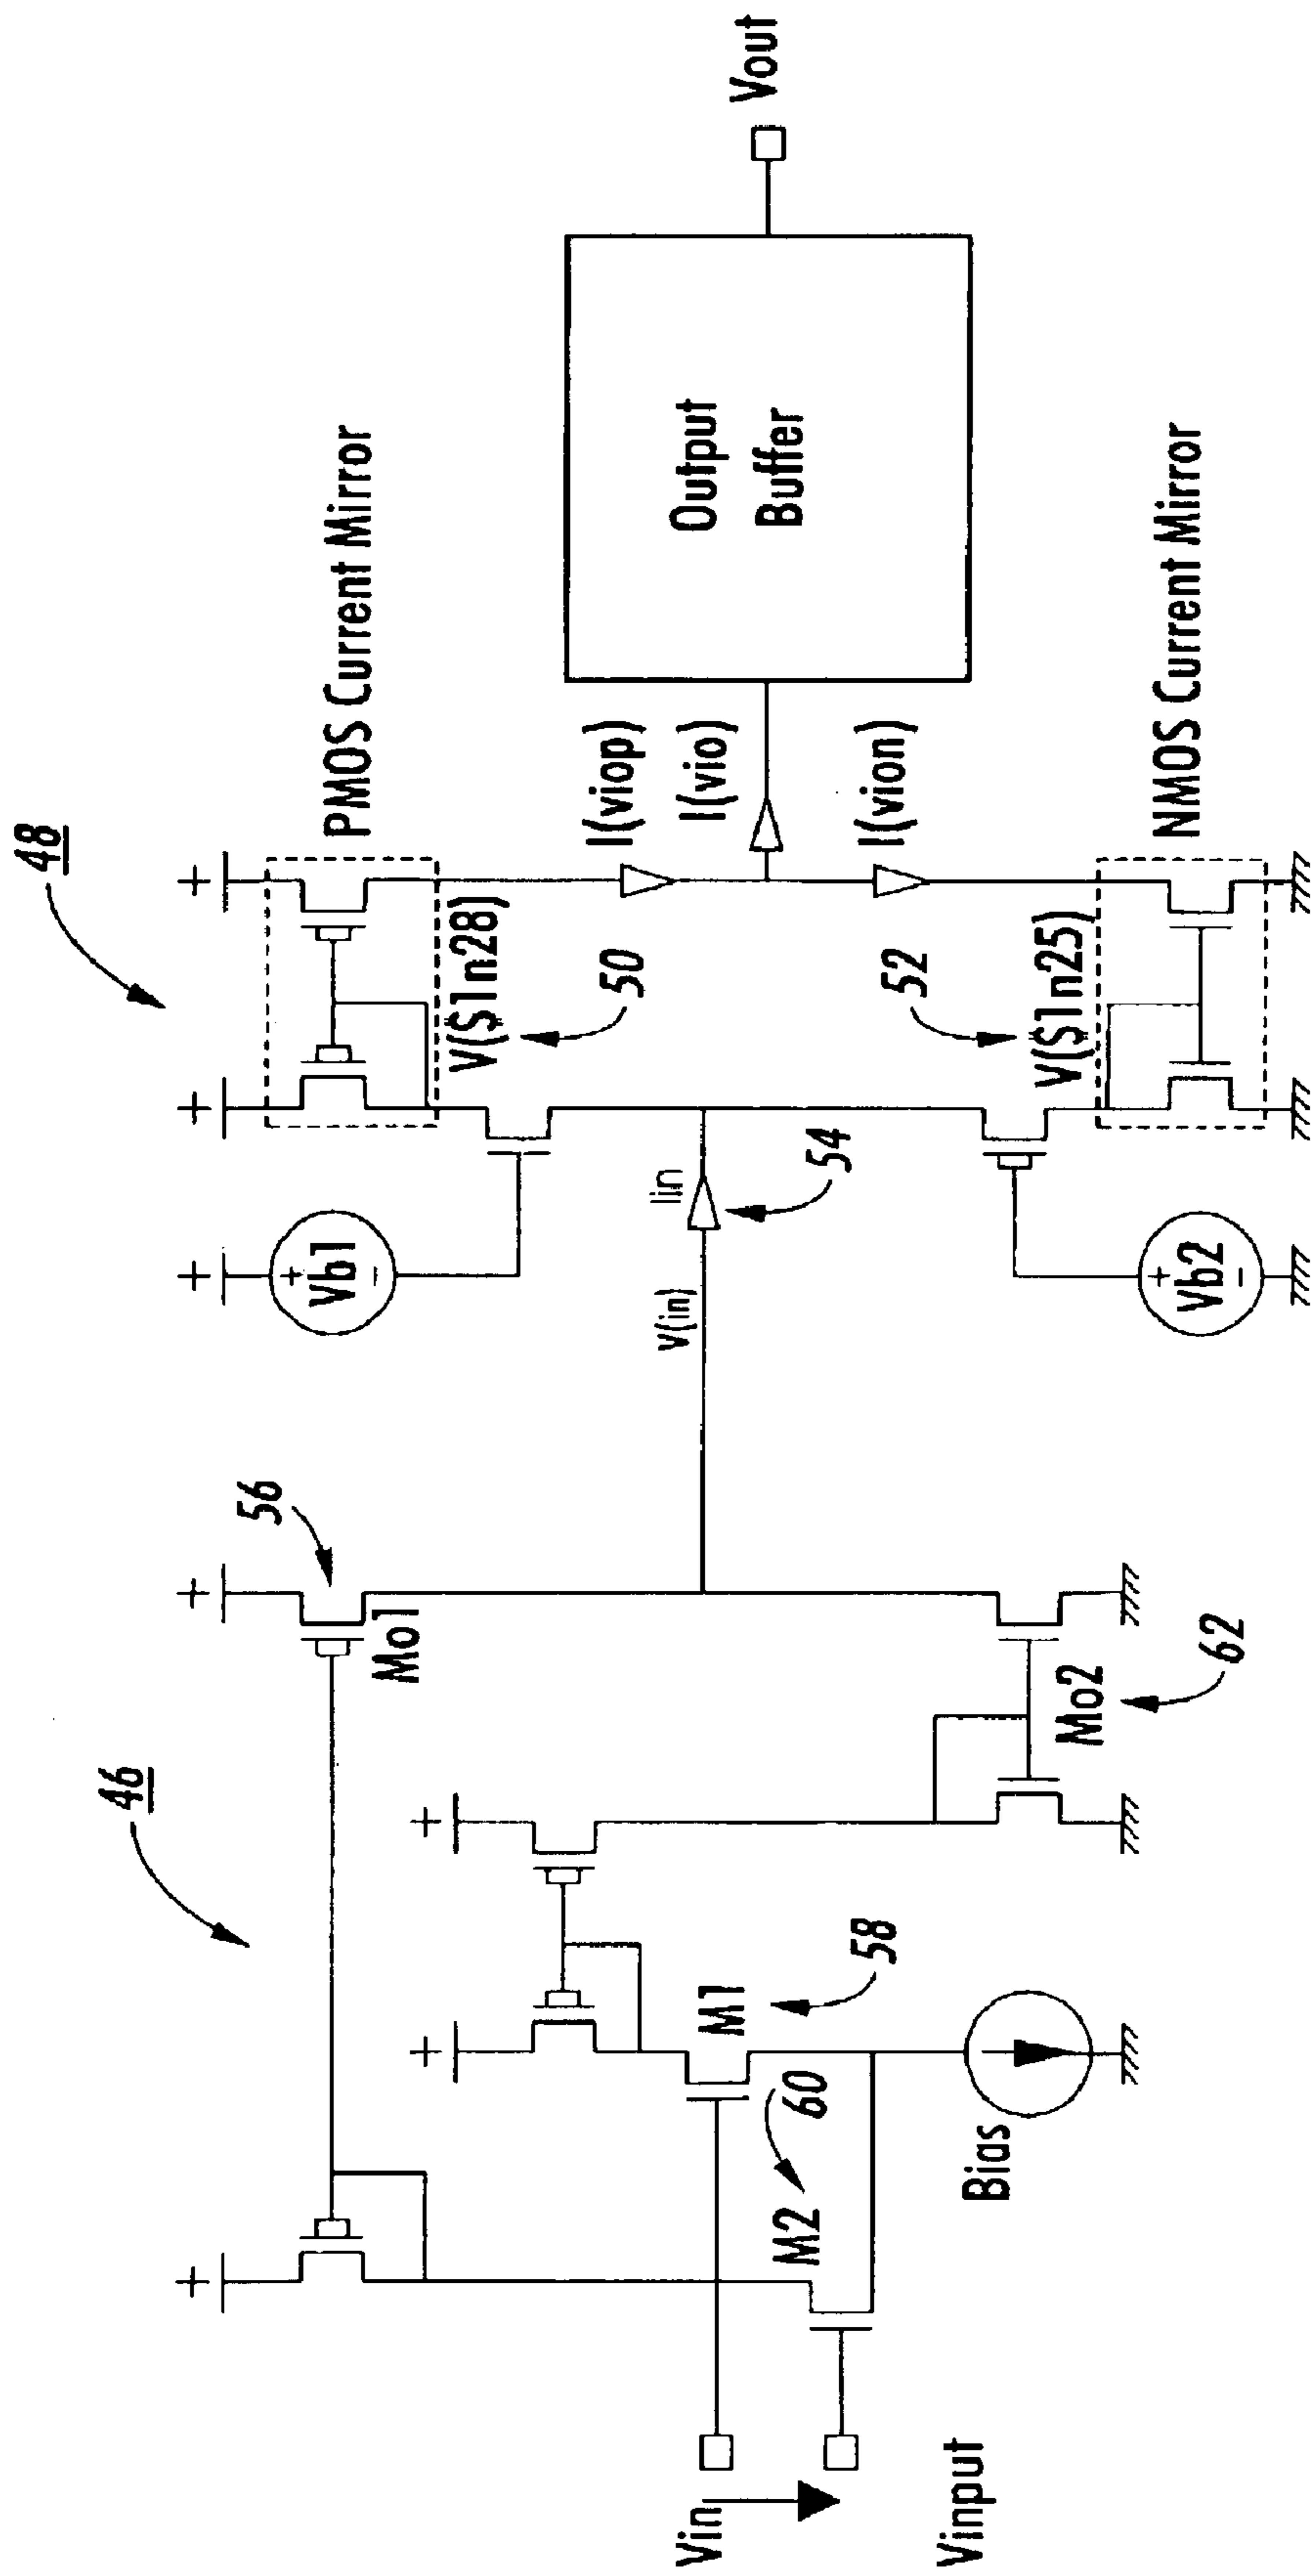 48
PMOS Current Mirror
46
56
Vb1
+
-
V($1n28)
50
I(viop)
Mo1
Iin
V(in)
54
I(vio)
Output
Buffer
Vout
Vin
M1
58
60
M2
52
I(vion)
V($1n25)
Vinput
Bias
Mo2
62
Vb2
+
-
NMOS Current Mirror